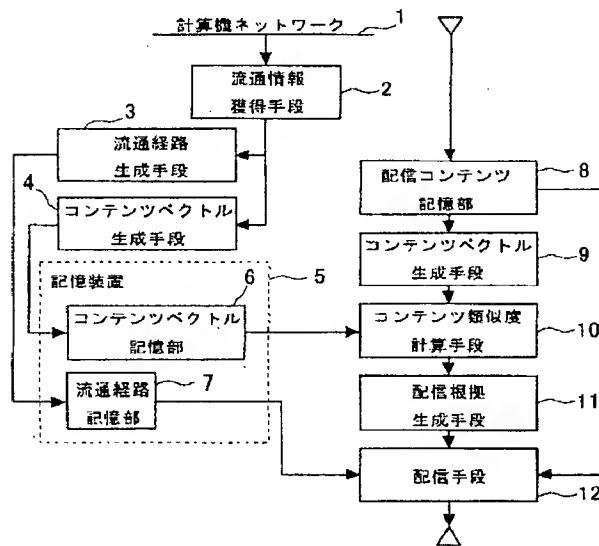 計算機ネットワーク
1
流通情報
獲得手段
2
3
流通経路
生成手段
4
コンテンツベクトル
生成手段
記憶装置
5
6
コンテンツベクトル
記憶部
流通経路
記憶部
7
配信コンテンツ
記憶部
8
コンテンツベクトル
生成手段
9
コンテンツ類似度
計算手段
10
配信根拠
生成手段
11
配信手段
12